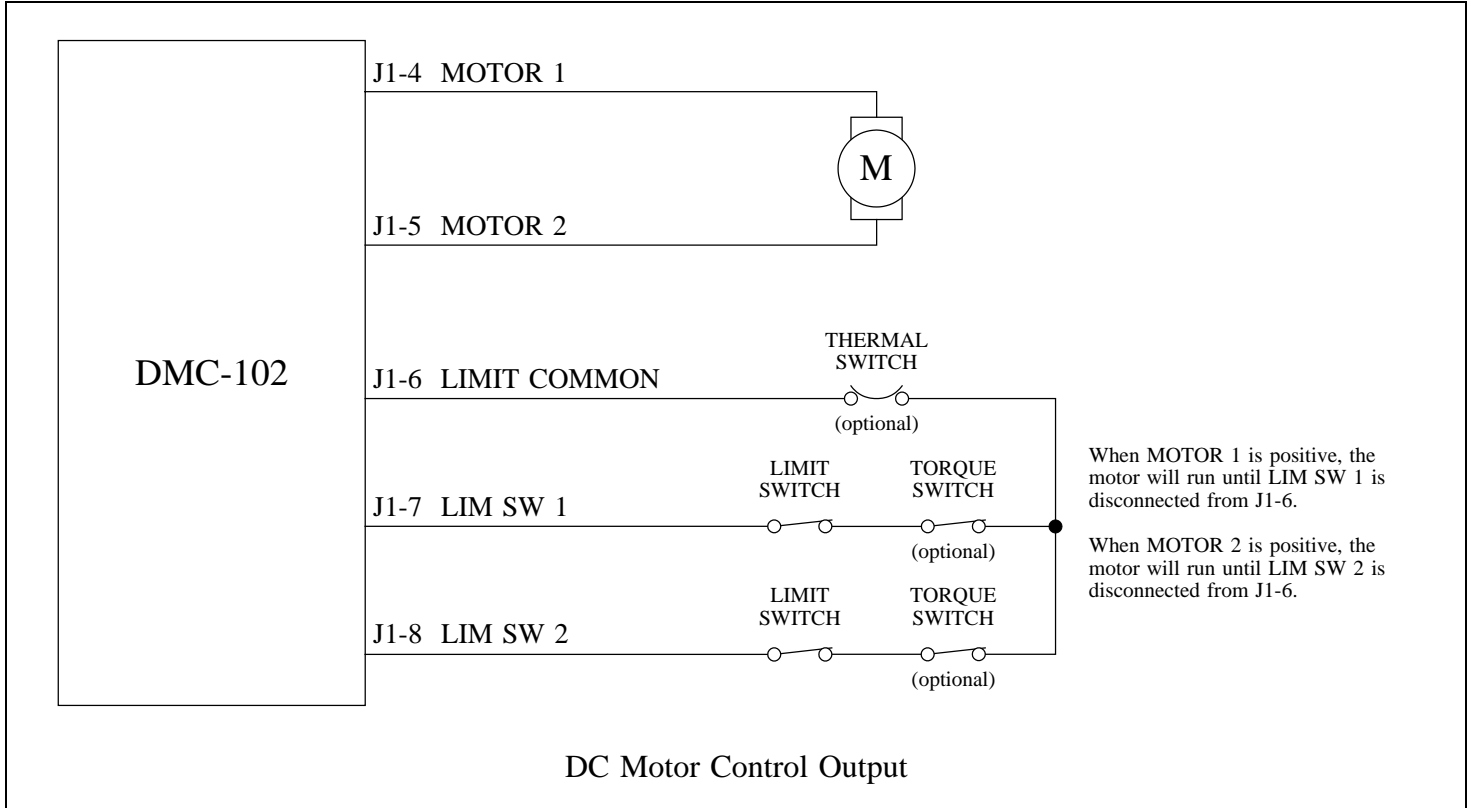 J1-4 MOTOR 1
M
J1-5 MOTOR 2
DMC-102
THERMAL
SWITCH
J1-6 LIMIT COMMON
(optional)
LIMIT
SWITCH
TORQUE
SWITCH
J1-7 LIM SW 1
(optional)
When MOTOR 1 is positive, the
motor will run until LIM SW 1 is
disconnected from J1-6.
When MOTOR 2 is positive, the
motor will run until LIM SW 2 is
disconnected from J1-6.
LIMIT
SWITCH
TORQUE
SWITCH
J1-8 LIM SW 2
(optional)
DC Motor Control Output